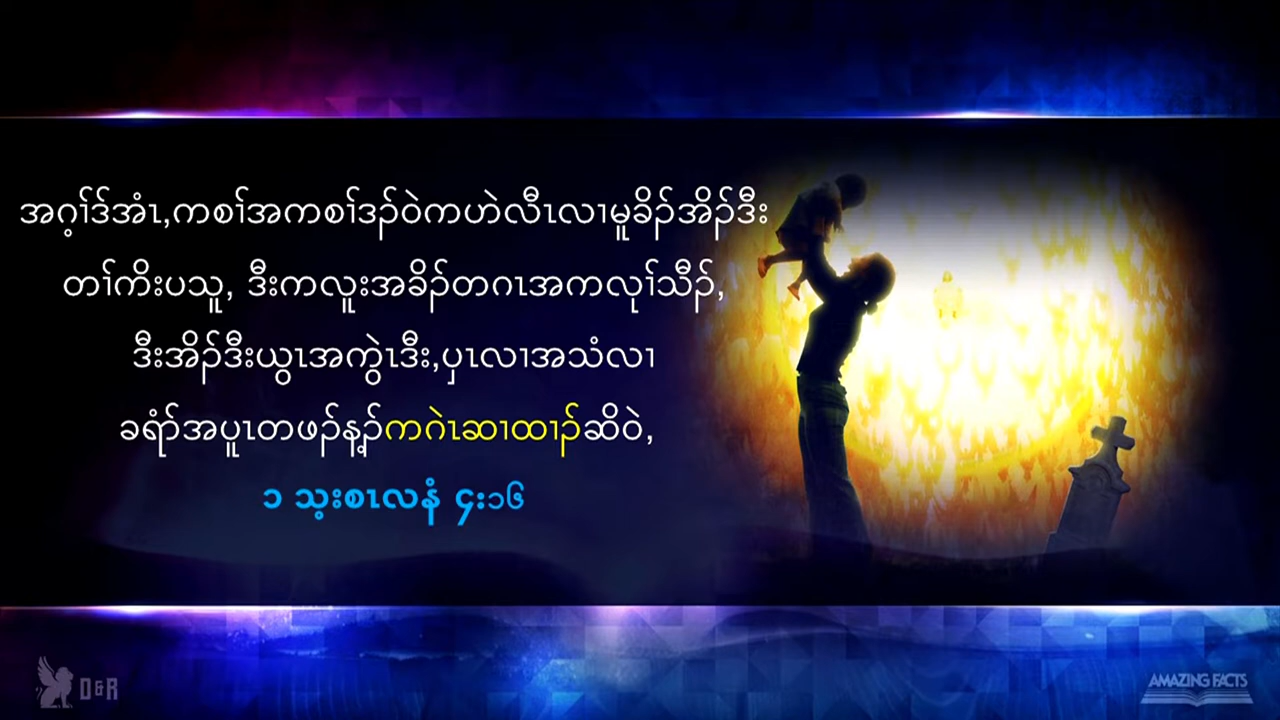 အဂ့ၢ်ဒ်အံၤ,ကစၢ်အကစၢ်ဒၣ်ဝဲကဟဲလီၤလၢမူခိၣ်အိၣ်ဒီး
တၢ်ကိးပသူ, ဒီးကလူးအခိၣ်တဂၤအကလုၢ်သီၣ်,
ဒီးအိၣ်ဒီးယွၤအကွဲၤဒီး,ပှၤလၢအသံလၢ
ခရံာ်အပူၤတဖၣ်န့ၣ်ကဂဲၤဆၢထၢၣ်ဆိဝဲ,
၁ သ့းစၤလနံ ၄း၁၆
D&R
AMAZING FACTS